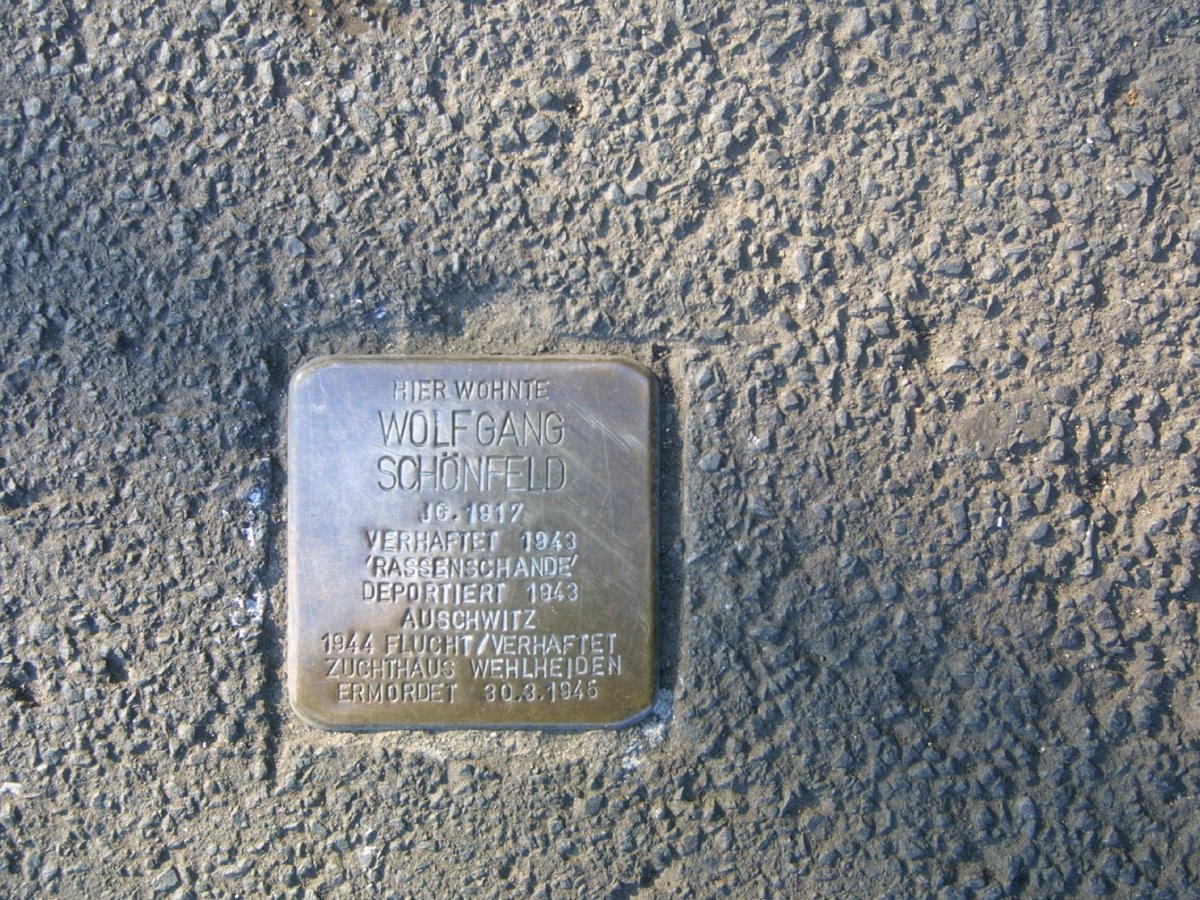 HIER WOHNTE
WOLFGANG
SCHÖNFELD
JG. 1917
VERHAFTET 1943
'RASSENSCHANDE'
DEPORTIERT 1943
AUSCHWITZ
1944 FLUCHT/VERHAFTET
ZUCHTHAUS WEHLHEIDEN
ERMORDET 30.3.1945